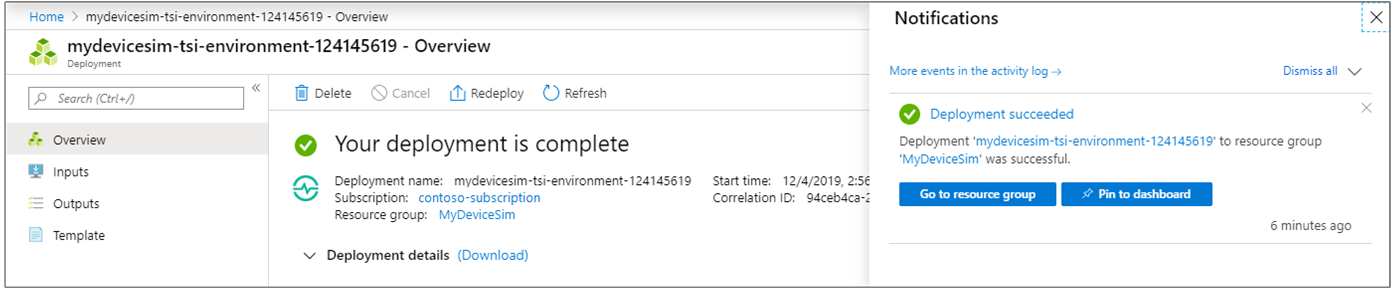 Home > mydevicesim-tsi-environment-124145619 - Overview
mydevicesim-tsi-environment-124145619 - Overview
Deployment
Search (Ctrl+/)
«
Overview
Inputs
Outputs
Template
Delete Cancel Redeploy Refresh
Your deployment is complete
Deployment name: mydevicesim-tsi-environment-124145619
Subscription: contoso-subscription
Resource group: MyDeviceSim
Start time: 12/4/2019, 2:56
Correlation ID: 94ceb4ca-2
Deployment details (Download)
Notifications
More events in the activity log →
Dismiss all
Deployment succeeded
Deployment 'mydevicesim-tsi-environment-124145619' to resource group
'MyDeviceSim' was successful.
Go to resource group
Pin to dashboard
6 minutes ago